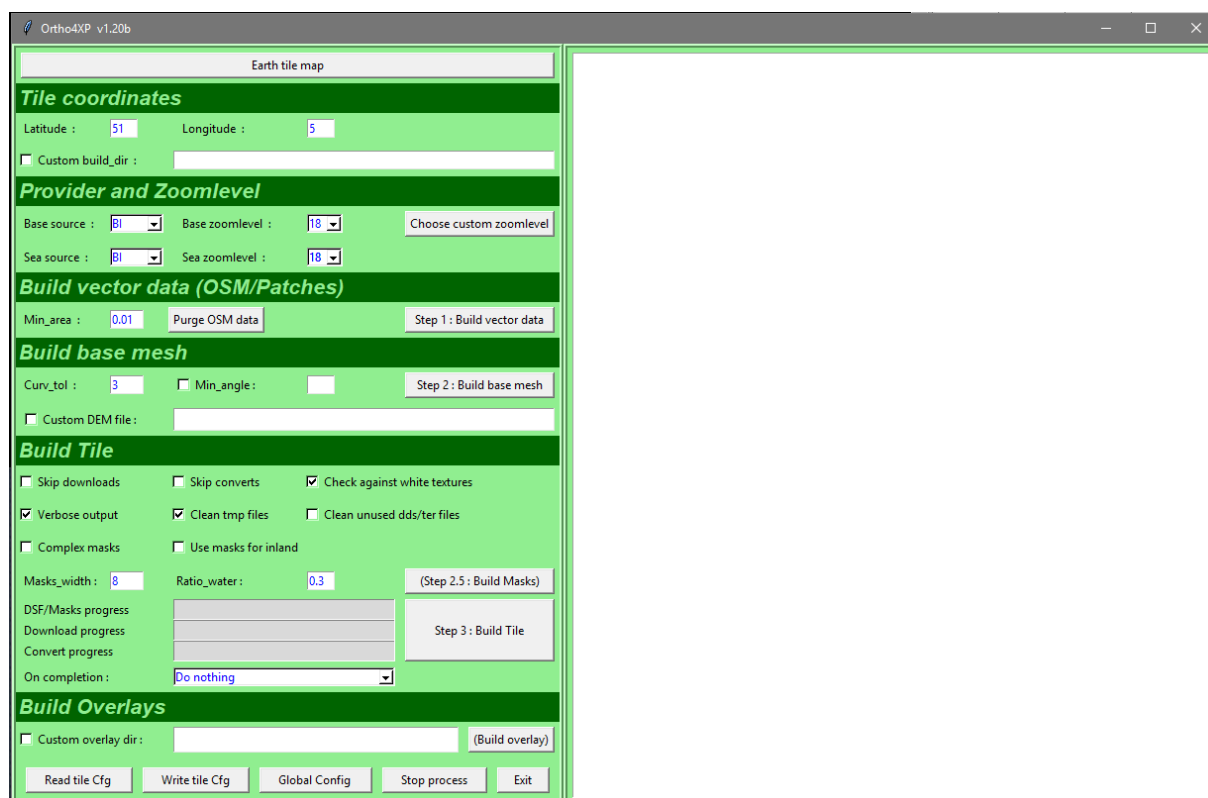 Ortho4XP v1.20b
Earth tile map
Tile coordinates
Latitude : 51 Longitude : 5
Custom build_dir :
Provider and Zoomlevel
Base source : BI Base zoomlevel : 18 Choose custom zoomlevel
Sea source : BI Sea zoomlevel : 18
Build vector data (OSM/Patches)
Min_area : 0.01 Purge OSM data Step 1 : Build vector data
Build base mesh
Curv_tol : 3 Min_angle : Step 2 : Build base mesh
Custom DEM file :
Build Tile
Skip downloads Skip converts Check against white textures
Verbose output Clean tmp files Clean unused dds/ter files
Complex masks Use masks for inland
Masks_width : 8 Ratio_water : 0.3 (Step 2.5 : Build Masks)
DSF/Masks progress
Download progress Step 3 : Build Tile
Convert progress
On completion : Do nothing
Build Overlays
Custom overlay dir : (Build overlay)
Read tile Cfg Write tile Cfg Global Config Stop process Exit